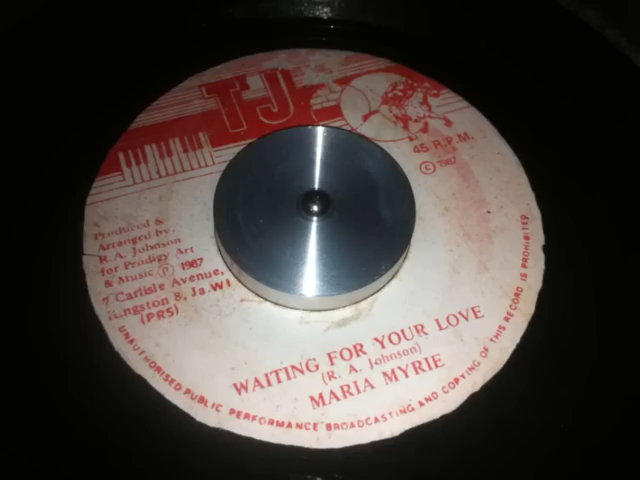 TJ
45 R.P.M.
© 1987
Produced &
Arranged by.
R. A. Johnson
for Prodigy Art
& Music Ⓟ 1987
7 Carlisle Avenue,
Kingston 8, Ja.WI
(PRS)
WAITING FOR YOUR LOVE
(R. A. Johnson)
MARIA MYRIE
UNAUTHORISED PUBLIC PERFORMANCE BROADCASTING AND COPYING OF THIS RECORD IS PROHIBITED